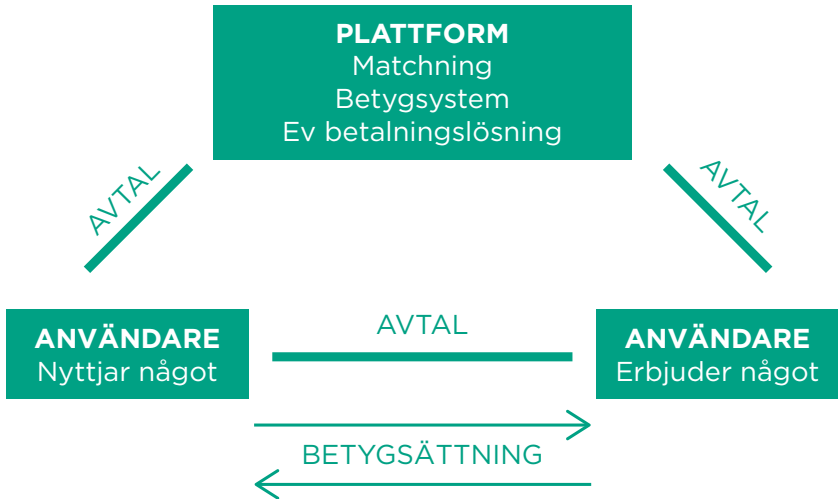 PLATTFORM
Matchning
Betygsystem
Ev betalningslösning
AVTAL
AVTAL
ANVÄNDARE
Nyttjar något
AVTAL
ANVÄNDARE
Erbjuder något
BETYGSÄTTNING